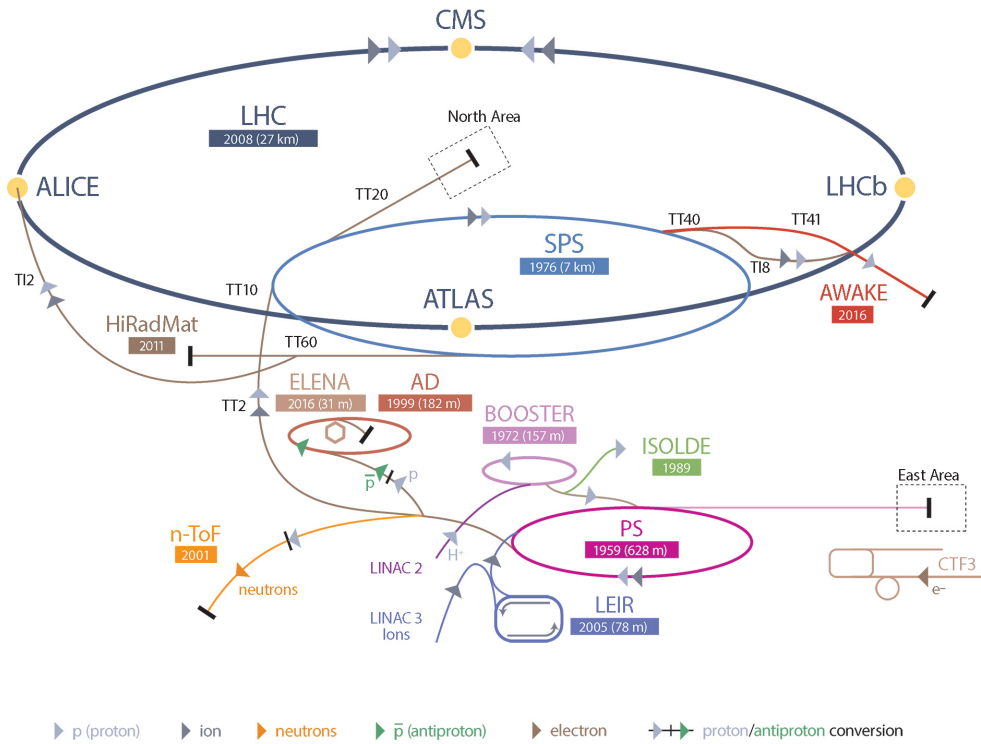 CMS
LHC
2008 (27 km)
North Area
ALICE
LHCb
TT20
TT40
TT41
SPS
1976 (7 km)
TI2
TI8
TT10
ATLAS
AWAKE
2016
HiRadMat
2011
TT60
ELENA
2016 (31 m)
AD
1999 (182 m)
TT2
BOOSTER
1972 (157 m)
ISOLDE
1989
p̅
p
East Area
n-ToF
2001
PS
1959 (628 m)
H⁺
LINAC 2
neutrons
CTF3
e⁻
LINAC 3
Ions
LEIR
2005 (78 m)
p (proton)
ion
neutrons
p̅ (antiproton)
electron
proton/antiproton conversion